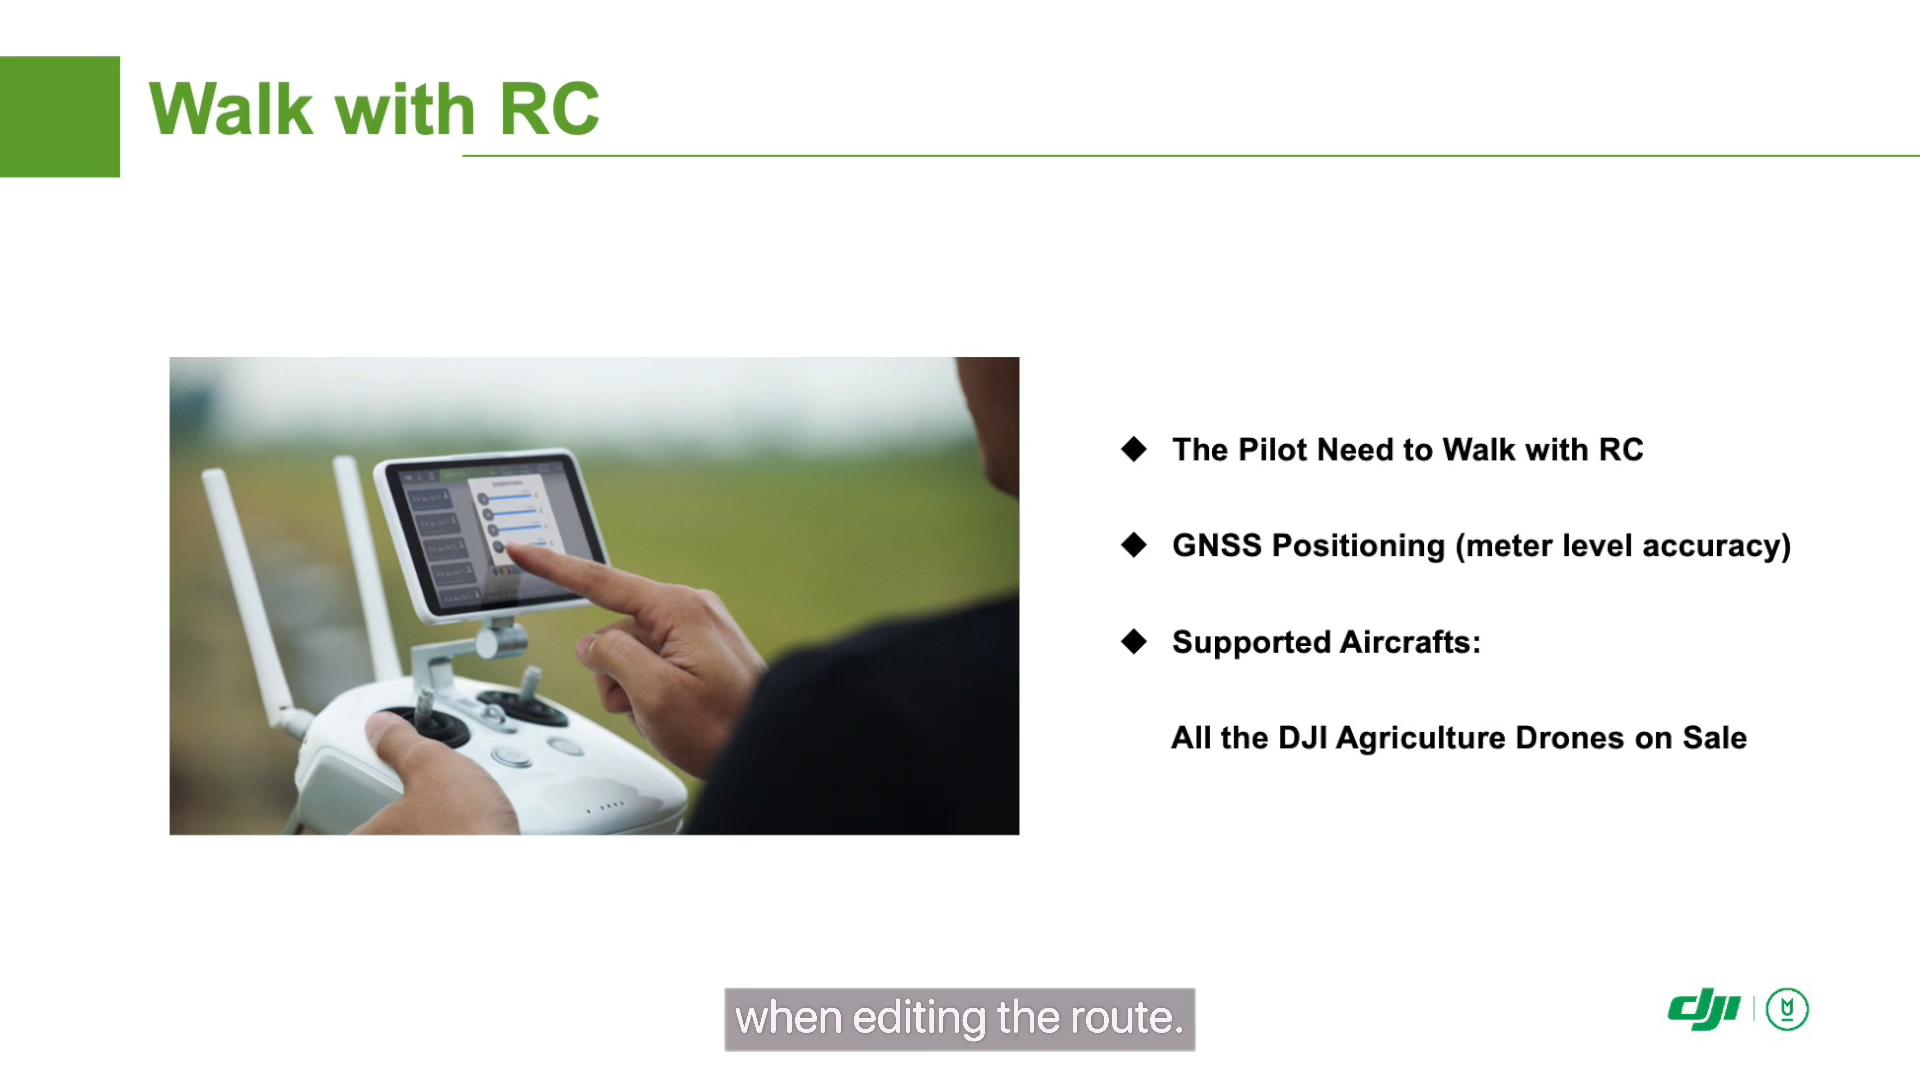 Walk with RC
The Pilot Need to Walk with RC
GNSS Positioning (meter level accuracy)
Supported Aircrafts:
All the DJI Agriculture Drones on Sale
when editing the route.
dji